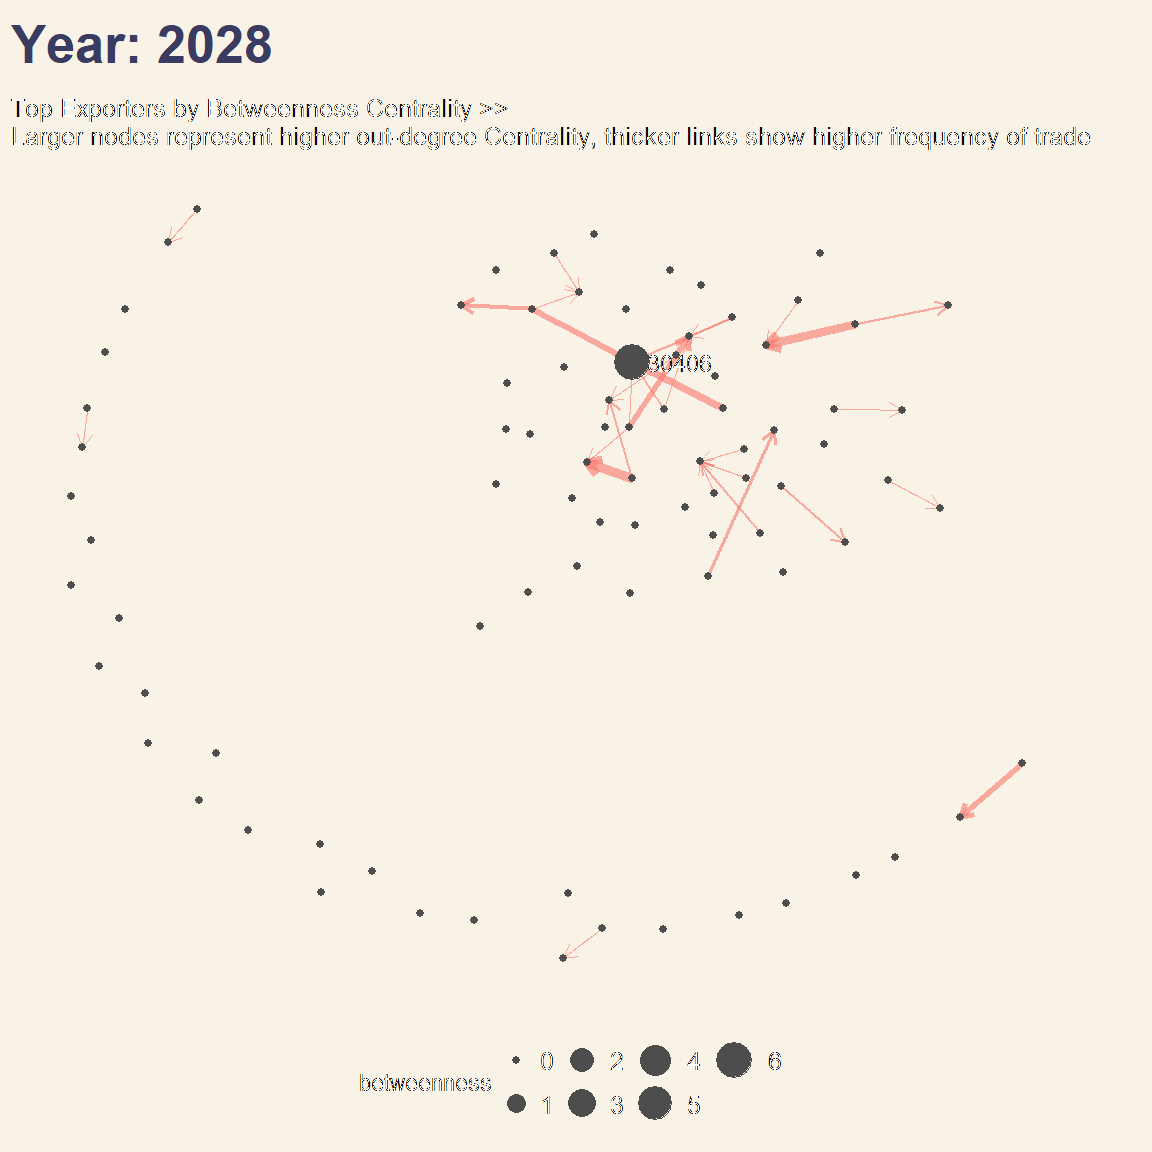 Year: 2028
Top Exporters by Betweenness Centrality >>
Larger nodes represent higher out-degree Centrality, thicker links show higher frequency of trade
betweenness
0 2 4 6
1 3 5